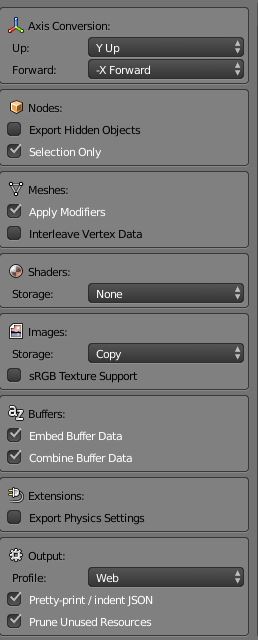 Axis Conversion:
Up: Y Up
Forward: -X Forward
Nodes:
Export Hidden Objects
Selection Only
Meshes:
Apply Modifiers
Interleave Vertex Data
Shaders:
Storage: None
Images:
Storage: Copy
sRGB Texture Support
Buffers:
Embed Buffer Data
Combine Buffer Data
Extensions:
Export Physics Settings
Output:
Profile: Web
Pretty-print / indent JSON
Prune Unused Resources